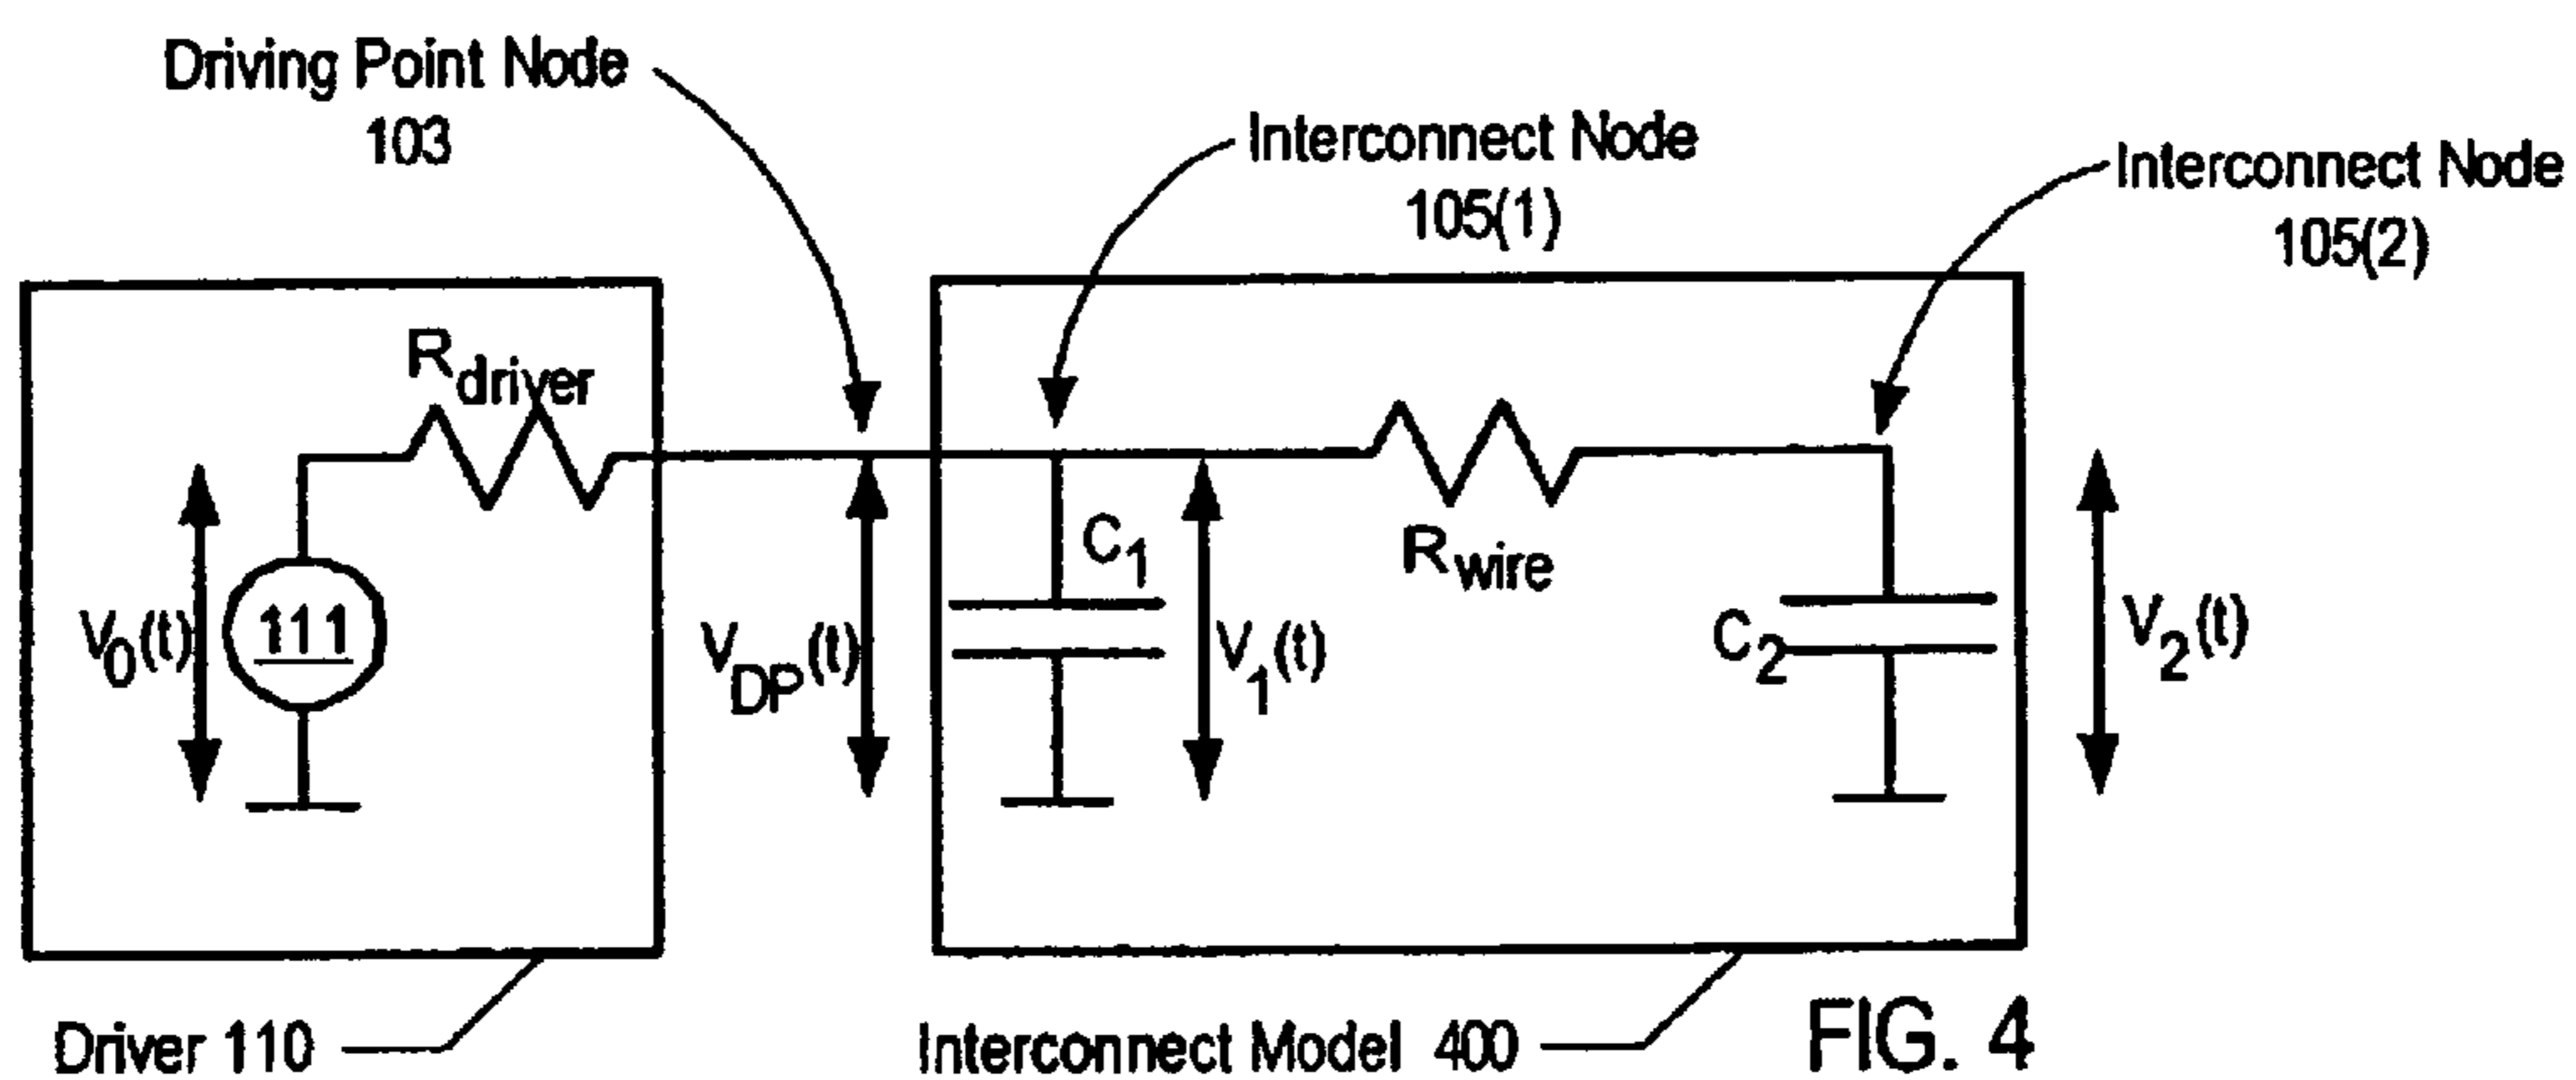 Driving Point Node
103
Interconnect Node
105(1)
Interconnect Node
105(2)
Rdriver
V0(t)
111
VDP(t)
C1
V1(t)
Rwire
C2
V2(t)
Driver 110
Interconnect Model 400
FIG. 4